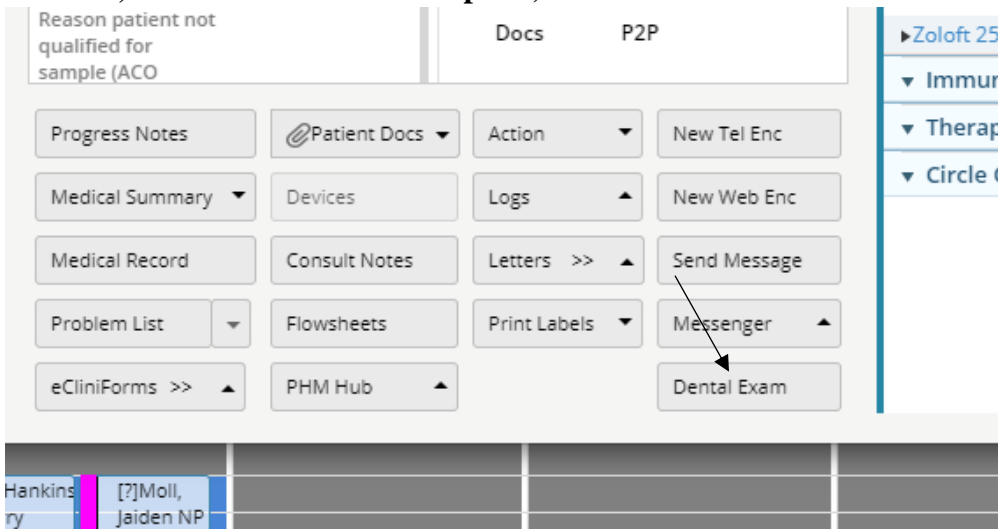 Reason patient not
qualified for
sample (ACO
Docs P2P
Zoloft 25
Immun
Therap
Circle
Progress Notes Patient Docs Action New Tel Enc
Medical Summary Devices Logs New Web Enc
Medical Record Consult Notes Letters >> Send Message
Problem List Flowsheets Print Labels Messenger
eCliniForms >> PHM Hub Dental Exam
Hankins
ry
[?]Moll,
Jaiden NP